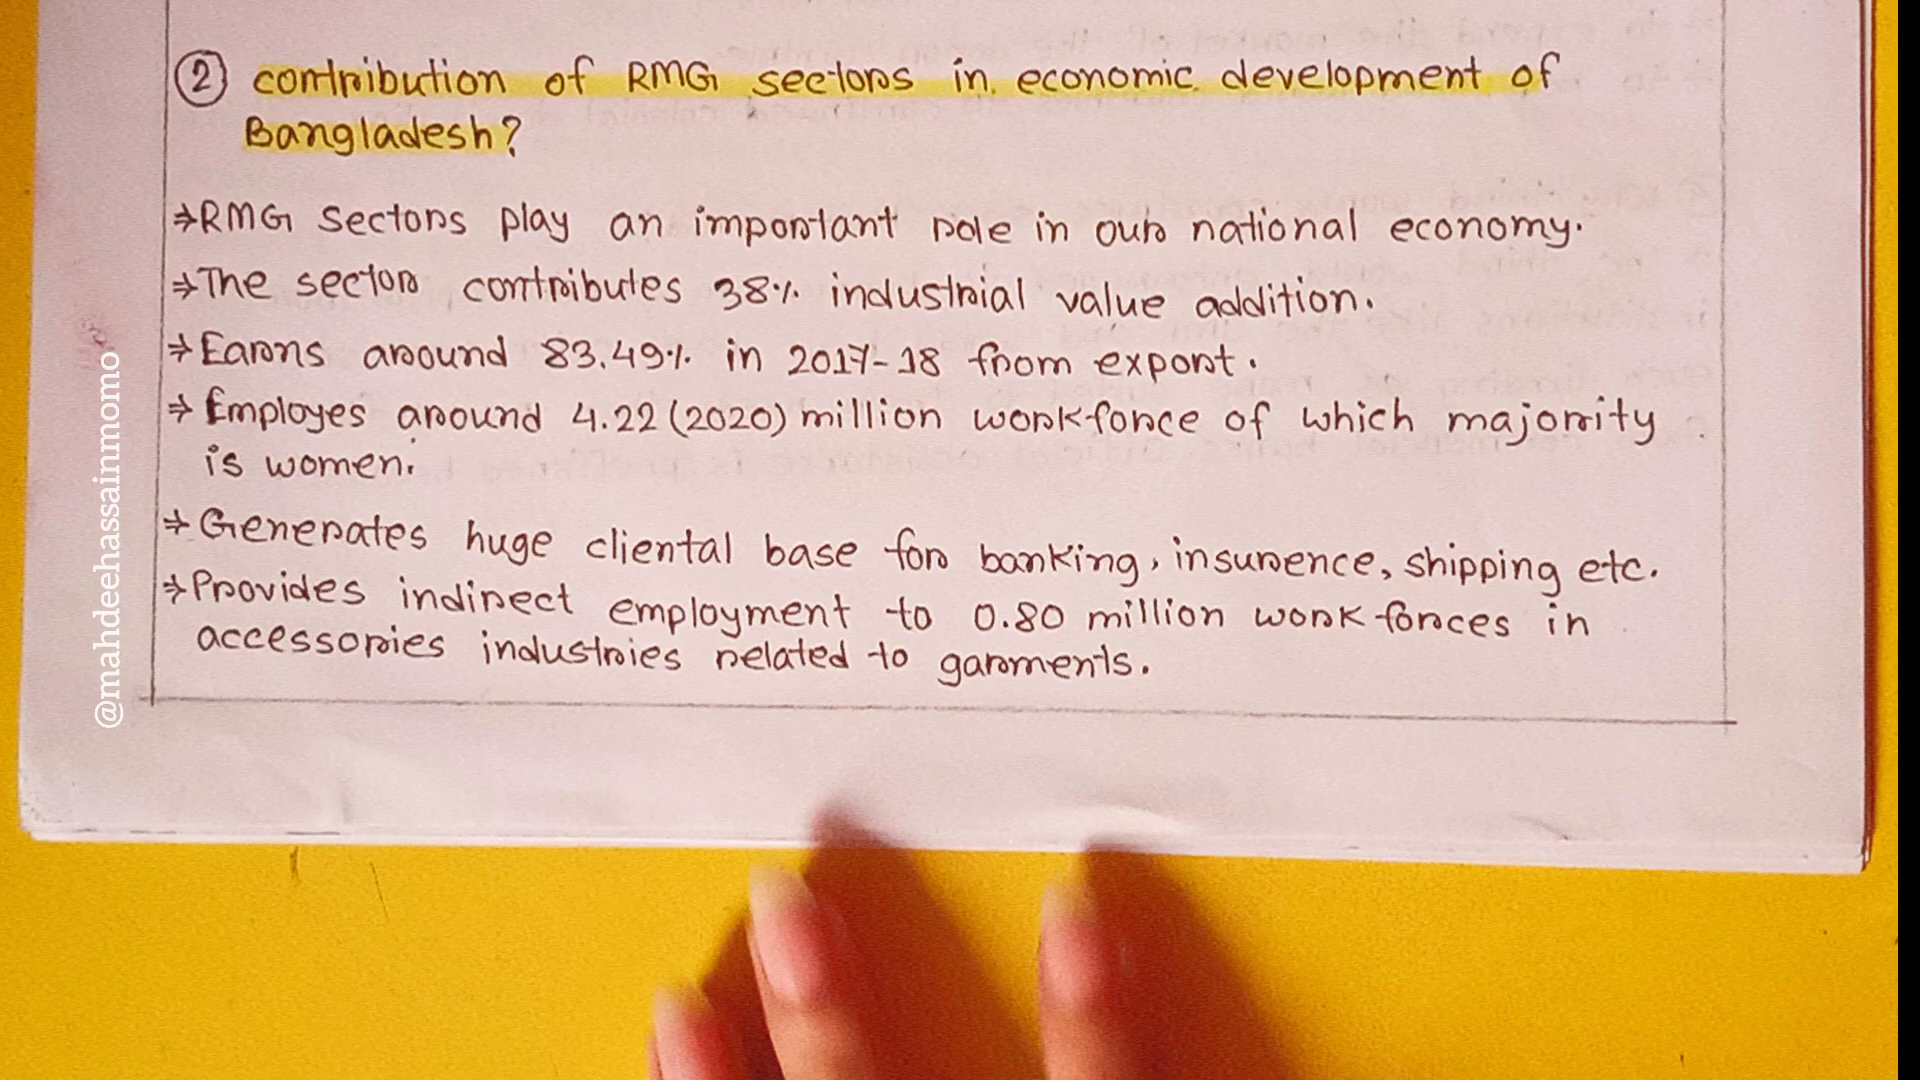 ② contribution of RMG sectors in economic development of
Bangladesh?
⇒ RMG sectors play an important role in our national economy.
⇒ The sector contributes 38% industrial value addition.
⇒ Earns around 83.49% in 2017-18 from export.
⇒ Employes around 4.22 (2020) million workforce of which majority
is women.
⇒ Generates huge cliental base for banking, insurence, shipping etc.
⇒ Provides indirect employment to 0.80 million work forces in
accessories industries related to garments.
@mahdeehassainmomo